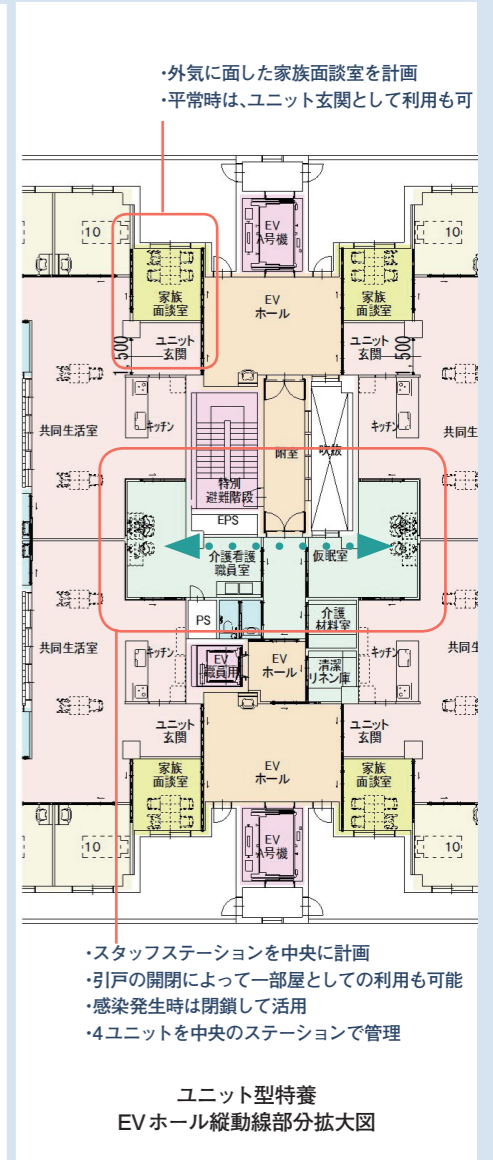 ・外気に面した家族面談室を計画
・平常時は、ユニット玄関として利用も可
EV
A号機
10
10
家族
面談室
EV
ホール
家族
面談室
ユニット
玄関
ユニット
玄関
1500
1500
共同生活室
キッチン
附室
吹抜
キッチン
共同生
特別
避難階段
EPS
介護看護
職員室
仮眠室
PS
介護
材料室
共同生活室
キッチン
EV
職員用
EV
ホール
清潔
リネン庫
キッチン
共同生
ユニット
玄関
ユニット
玄関
家族
面談室
EV
ホール
家族
面談室
10
EV
A号機
10
・スタッフステーションを中央に計画
・引戸の開閉によって一部屋としての利用も可能
・感染発生時は閉鎖して活用
・4ユニットを中央のステーションで管理
ユニット型特養
EVホール縦動線部分拡大図